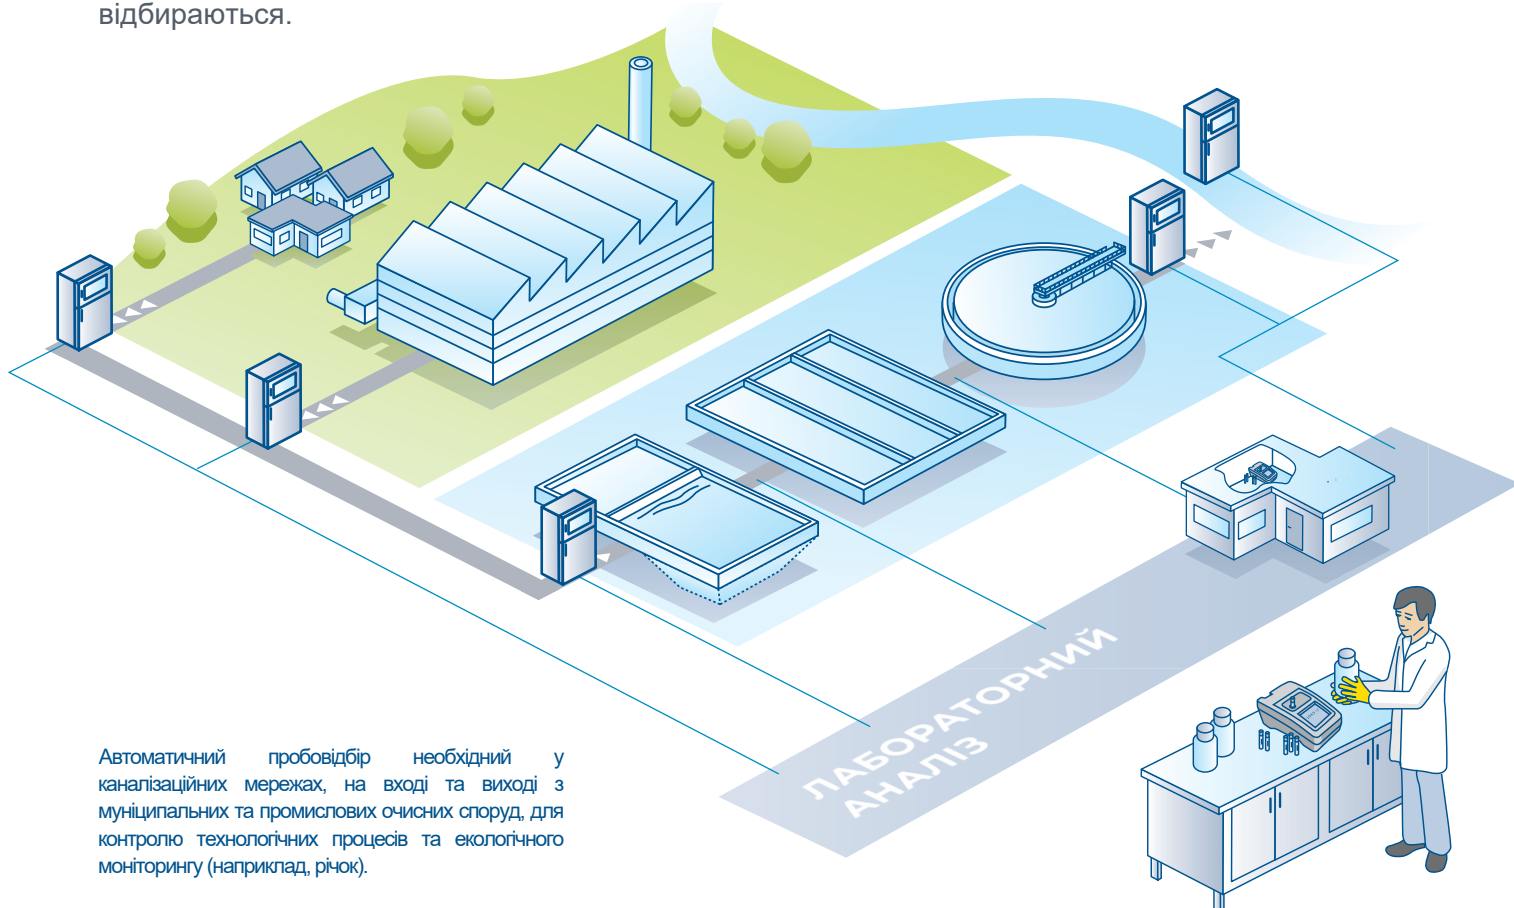 відбираються.
ЛАБОРАТОРНИЙ
АНАЛІЗ
Автоматичний пробовідбір необхідний у
каналізаційних мережах, на вході та виході з
муніципальних та промислових очисних споруд, для
контролю технологічних процесів та екологічного
моніторингу (наприклад, річок).